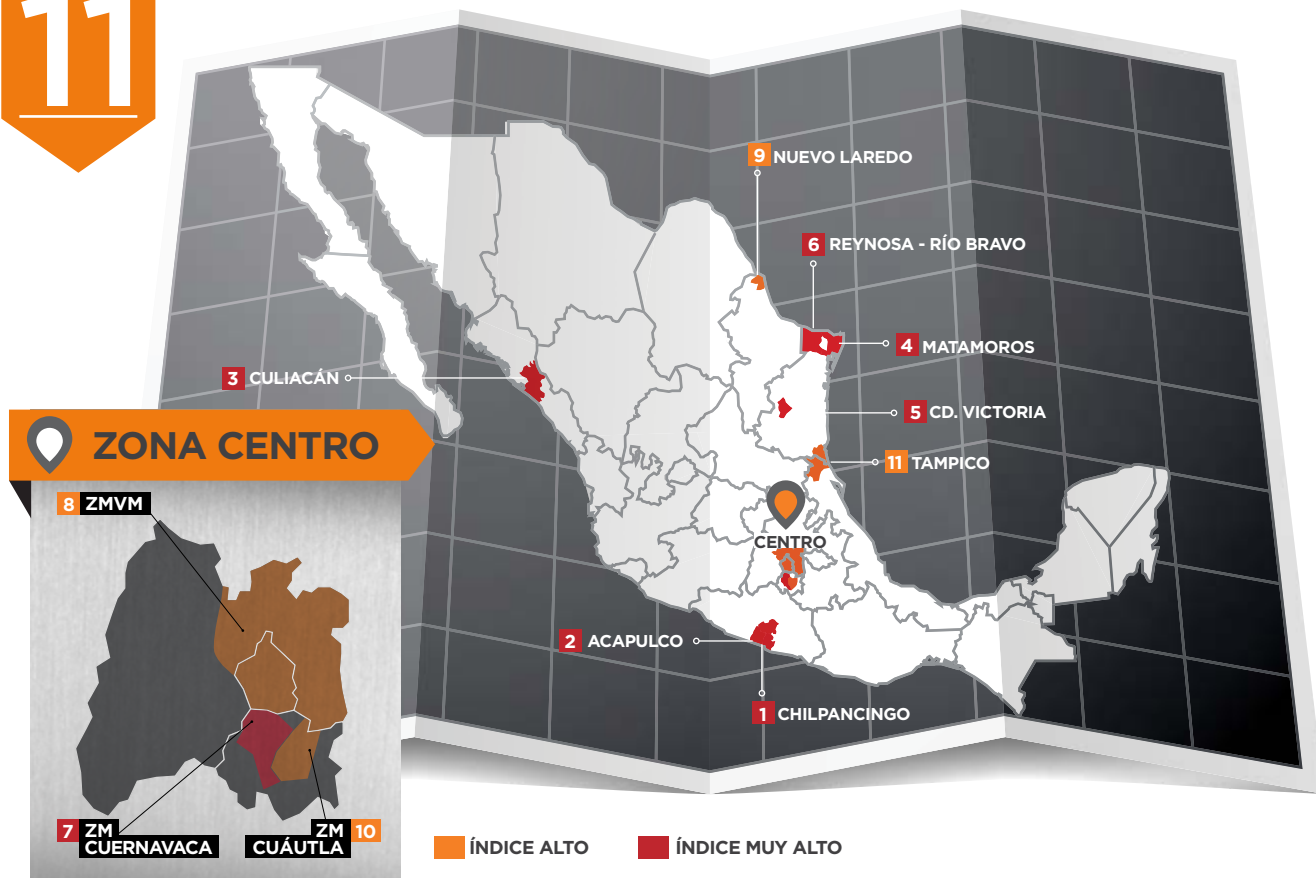 11
9 NUEVO LAREDO
6 REYNOSA - RÍO BRAVO
4 MATAMOROS
3 CULIACÁN
5 CD. VICTORIA
ZONA CENTRO
11 TAMPICO
8 ZMVM
CENTRO
2 ACAPULCO
1 CHILPANCINGO
7 ZM
CUERNAVACA
ZM 10
CUÁUTLA
ÍNDICE ALTO
ÍNDICE MUY ALTO